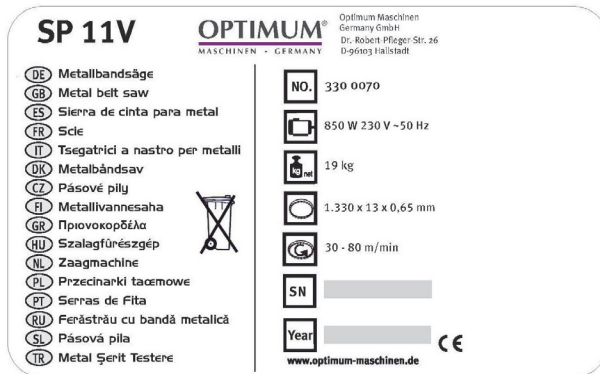 SP 11V
OPTIMUM®
MASCHINEN - GERMANY
Optimum Maschinen
Germany GmbH
Dr.-Robert-Pfleger-Str. 26
D-96103 Hallstadt
DE Metallbandsäge
GB Metal belt saw
ES Sierra de cinta para metal
FR Scie
IT Tsegatrici a nastro per metalli
DK Metalbåndsav
CZ Pásové pily
FI Metallivannesaha
GR Πριονοκορδέλα
HU Szalagfûrészgép
NL Zaagmachine
PL Przecinarki taœmowe
PT Serras de Fita
RU Ferăstrău cu bandă metalică
SL Pásová pila
TR Metal Şerit Testere
NO. 330 0070
850 W 230 V ~50 Hz
kg net 19 kg
1.330 x 13 x 0,65 mm
30 - 80 m/min
SN
Year
CE
www.optimum-maschinen.de